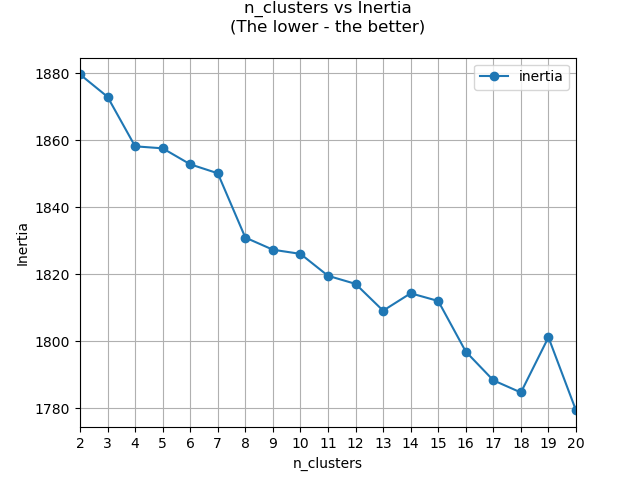 n_clusters vs Inertia
(The lower - the better)
inertia
1880
1860
1840
1820
1800
1780
Inertia
2 3 4 5 6 7 8 9 10 11 12 13 14 15 16 17 18 19 20
n_clusters